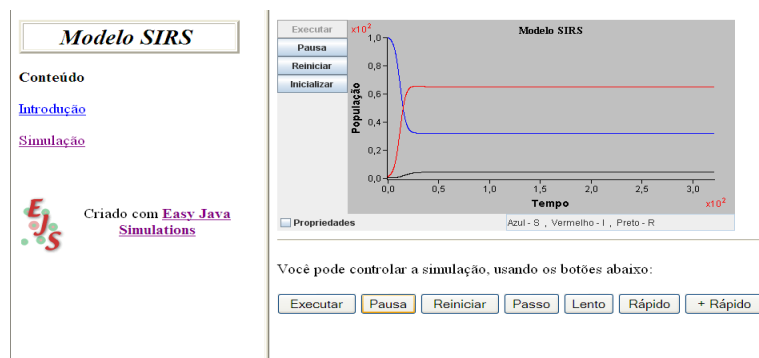 Modelo SIRS
Conteúdo
Introdução
Simulação
EJS
Criado com Easy Java
Simulations
Executar
Pausa
Reiniciar
Inicializar
x10²
Modelo SIRS
População
1,0
0,8
0,6
0,4
0,2
0,0
0,0 0,5 1,0 1,5 2,0 2,5 3,0
Tempo
x10²
Propriedades
Azul - S , Vermelho - I , Preto - R
Você pode controlar a simulação, usando os botões abaixo:
Executar Pausa Reiniciar Passo Lento Rápido + Rápido